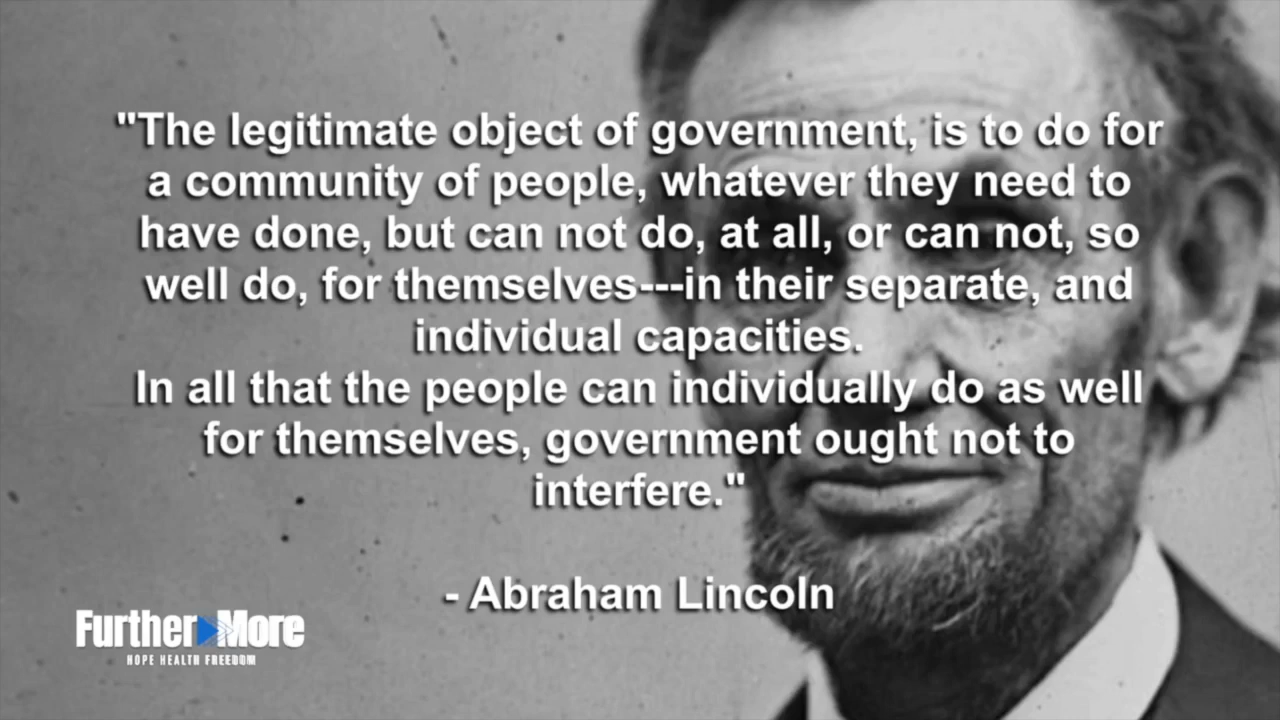 "The legitimate object of government, is to do for
a community of people, whatever they need to
have done, but can not do, at all, or can not, so
well do, for themselves---in their separate, and
individual capacities.
In all that the people can individually do as well
for themselves, government ought not to
interfere."
- Abraham Lincoln
Further More
HOPE HEALTH FREEDOM